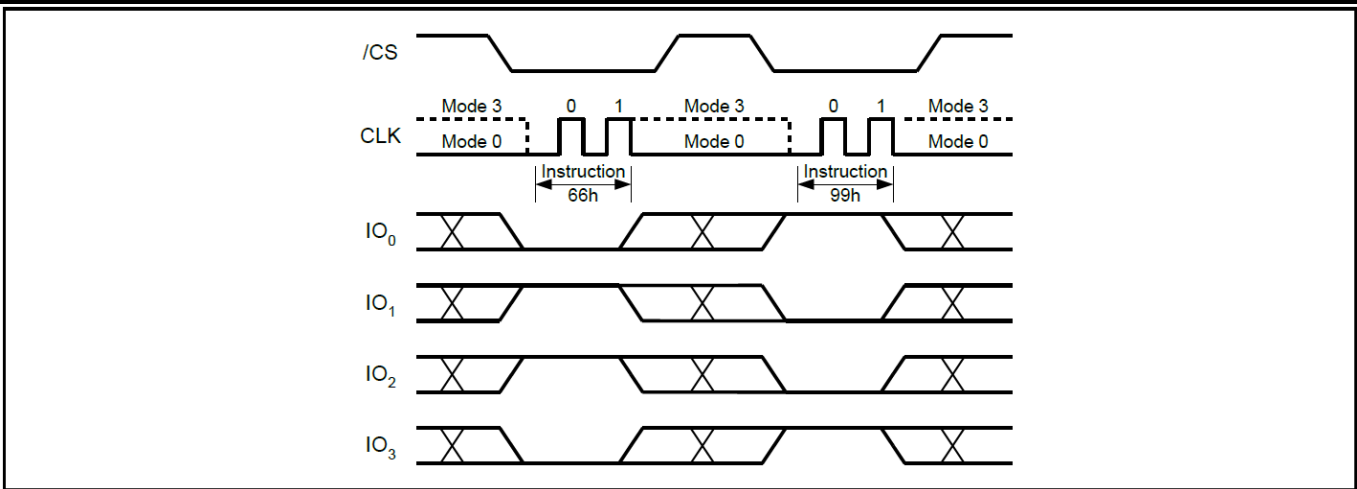 /CS
Mode 3 0 1 Mode 3 0 1 Mode 3
CLK
Mode 0 Mode 0 Mode 0
Instruction Instruction
66h 99h
IO0
IO1
IO2
IO3